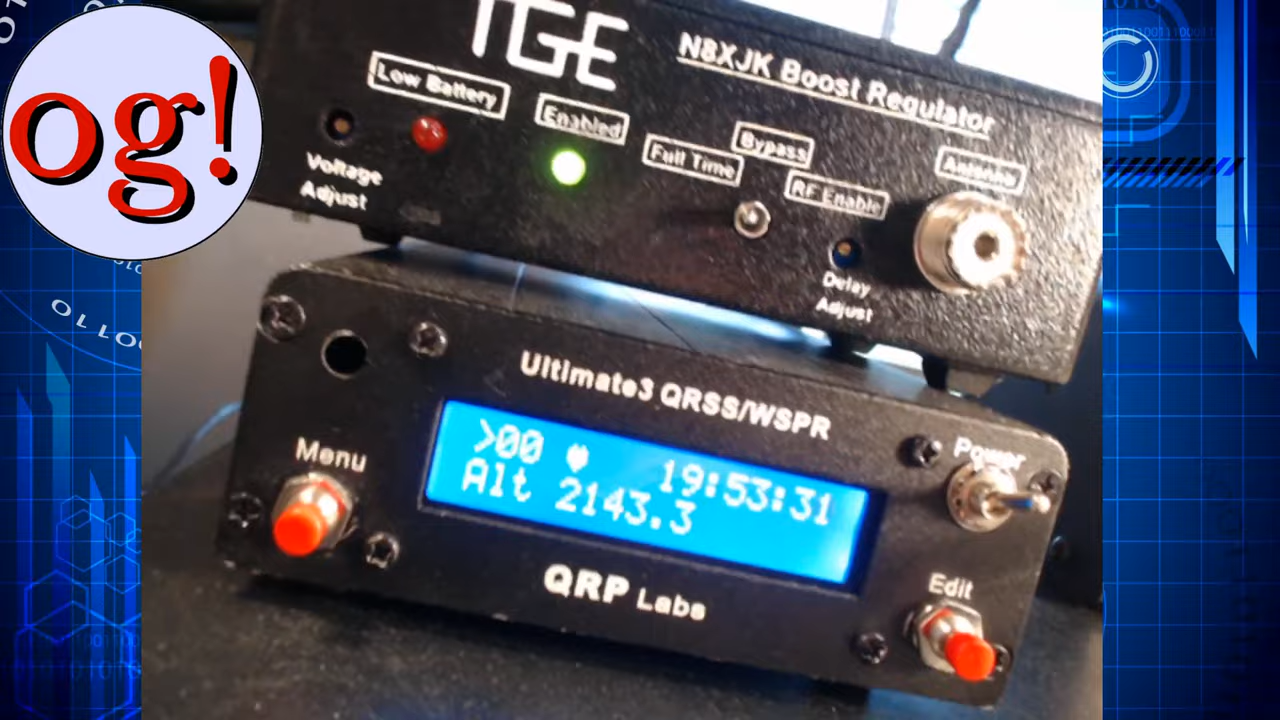 og!
TGE
N8XJK Boost Regulator
Low Battery
Enabled
Full Time
Bypass
RF Enable
Antenna
Voltage
Adjust
Delay
Adjust
Ultimate3 QRSS/WSPR
Menu
Power
>00 ♥ 19:53:31
Alt 2143.3
Edit
QRP Labs